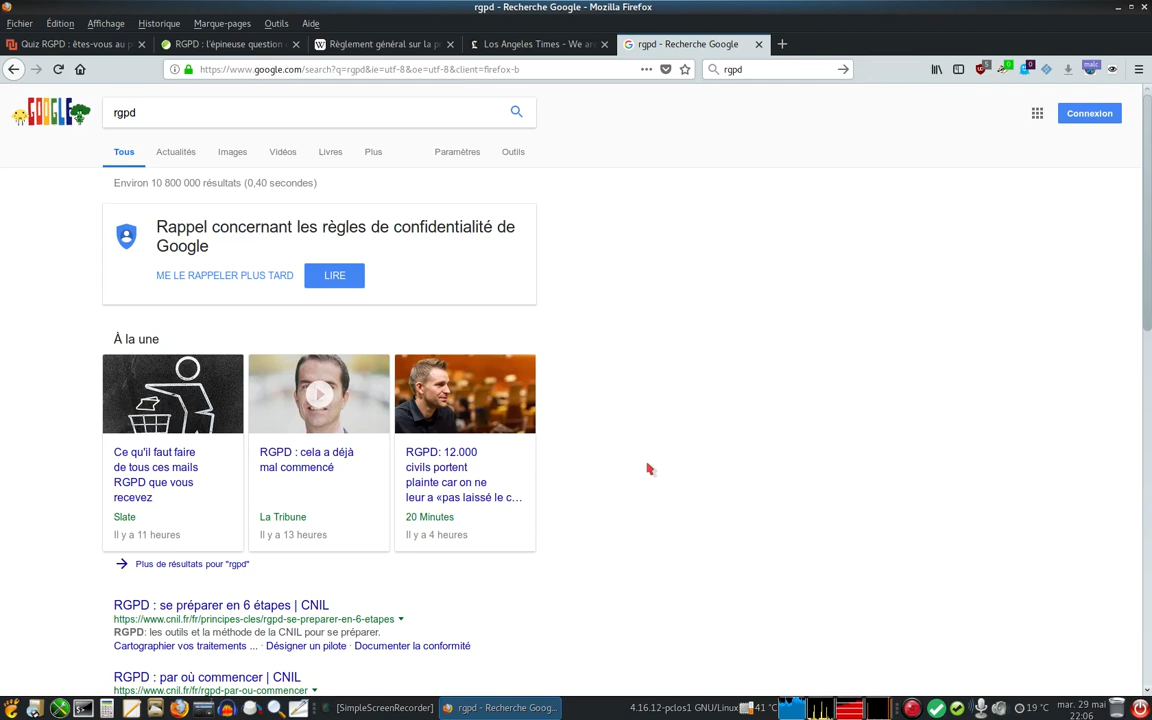 rgpd - Recherche Google - Mozilla Firefox
Fichier Édition Affichage Historique Marque-pages Outils Aide
Quiz RGPD : êtes-vous au p
RGPD : l'épineuse question
Règlement général sur la p
Los Angeles Times - We are
rgpd - Recherche Google
https://www.google.com/search?q=rgpd&ie=utf-8&oe=utf-8&client=firefox-b
rgpd
5 0 0 malc
GOOGLE
rgpd
Connexion
Tous Actualités Images Vidéos Livres Plus Paramètres Outils
Environ 10 800 000 résultats (0,40 secondes)
Rappel concernant les règles de confidentialité de
Google
ME LE RAPPELER PLUS TARD LIRE
À la une
Ce qu'il faut faire
de tous ces mails
RGPD que vous
recevez
Slate
Il y a 11 heures
RGPD : cela a déjà
mal commencé
La Tribune
Il y a 13 heures
RGPD: 12.000
civils portent
plainte car on ne
leur a «pas laissé le c…
20 Minutes
Il y a 4 heures
Plus de résultats pour "rgpd"
RGPD : se préparer en 6 étapes | CNIL
https://www.cnil.fr/fr/principes-cles/rgpd-se-preparer-en-6-etapes
RGPD: les outils et la méthode de la CNIL pour se préparer.
Cartographier vos traitements ... · Désigner un pilote · Documenter la conformité
RGPD : par où commencer | CNIL
https://www.cnil.fr/fr/rgpd-par-ou-commencer
[SimpleScreenRecorder]
rgpd - Recherche Goog...
4.16.12-pclos1 GNU/Linux
41 °C
19 °C
mar. 29 mai
22:06